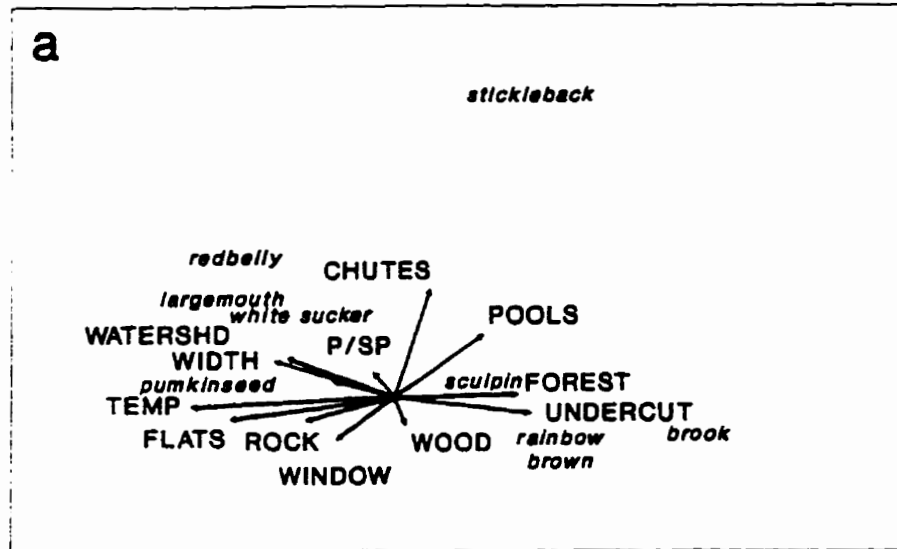 a
stickleback
redbelly
CHUTES
largemouth
white sucker
POOLS
WATERSHD
P/SP
WIDTH
pumkinseed
sculpin
FOREST
TEMP
UNDERCUT
FLATS
ROCK
WOOD
rainbow
brook
brown
WINDOW